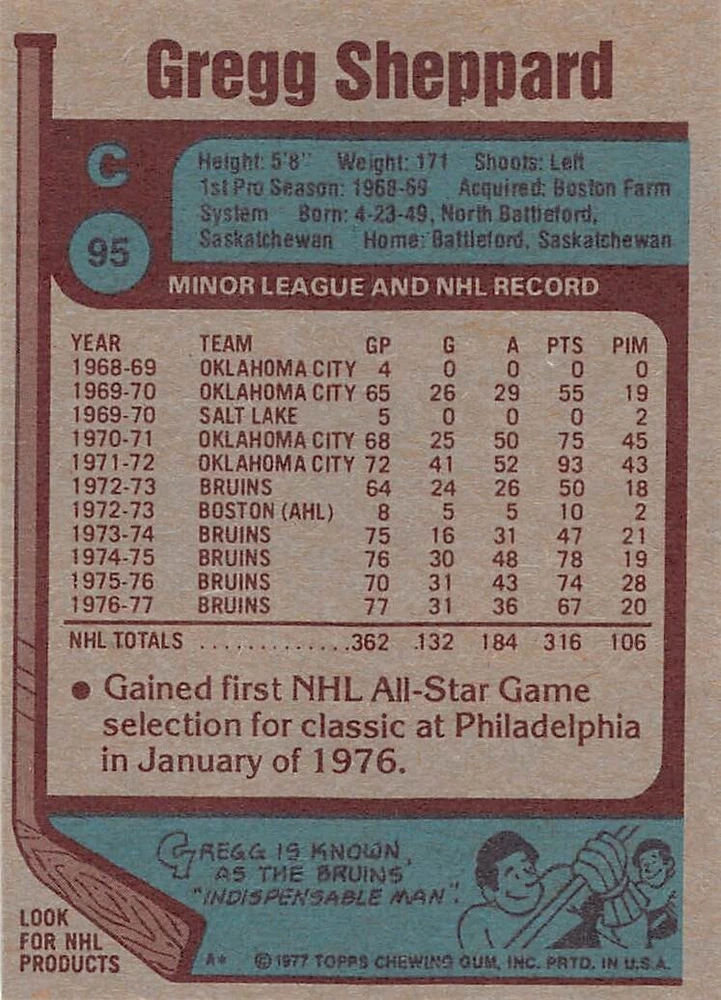 Gregg Sheppard
C
Height: 5'8" Weight: 171 Shoots: Left
1st Pro Season: 1968-69 Acquired: Boston Farm
System Born: 4-23-49, North Battleford,
Saskatchewan Home: Battleford, Saskatchewan
95
MINOR LEAGUE AND NHL RECORD
YEAR TEAM GP G A PTS PIM
1968-69 OKLAHOMA CITY 4 0 0 0 0
1969-70 OKLAHOMA CITY 65 26 29 55 19
1969-70 SALT LAKE 5 0 0 0 2
1970-71 OKLAHOMA CITY 68 25 50 75 45
1971-72 OKLAHOMA CITY 72 41 52 93 43
1972-73 BRUINS 64 24 26 50 18
1972-73 BOSTON (AHL) 8 5 5 10 2
1973-74 BRUINS 75 16 31 47 21
1974-75 BRUINS 76 30 48 78 19
1975-76 BRUINS 70 31 43 74 28
1976-77 BRUINS 77 31 36 67 20
NHL TOTALS .............362 132 184 316 106
● Gained first NHL All-Star Game
selection for classic at Philadelphia
in January of 1976.
GREGG IS KNOWN
AS THE BRUINS'
"INDISPENSABLE MAN".
LOOK
FOR NHL
PRODUCTS
A* © 1977 TOPPS CHEWING GUM, INC. PRTD. IN U.S.A.